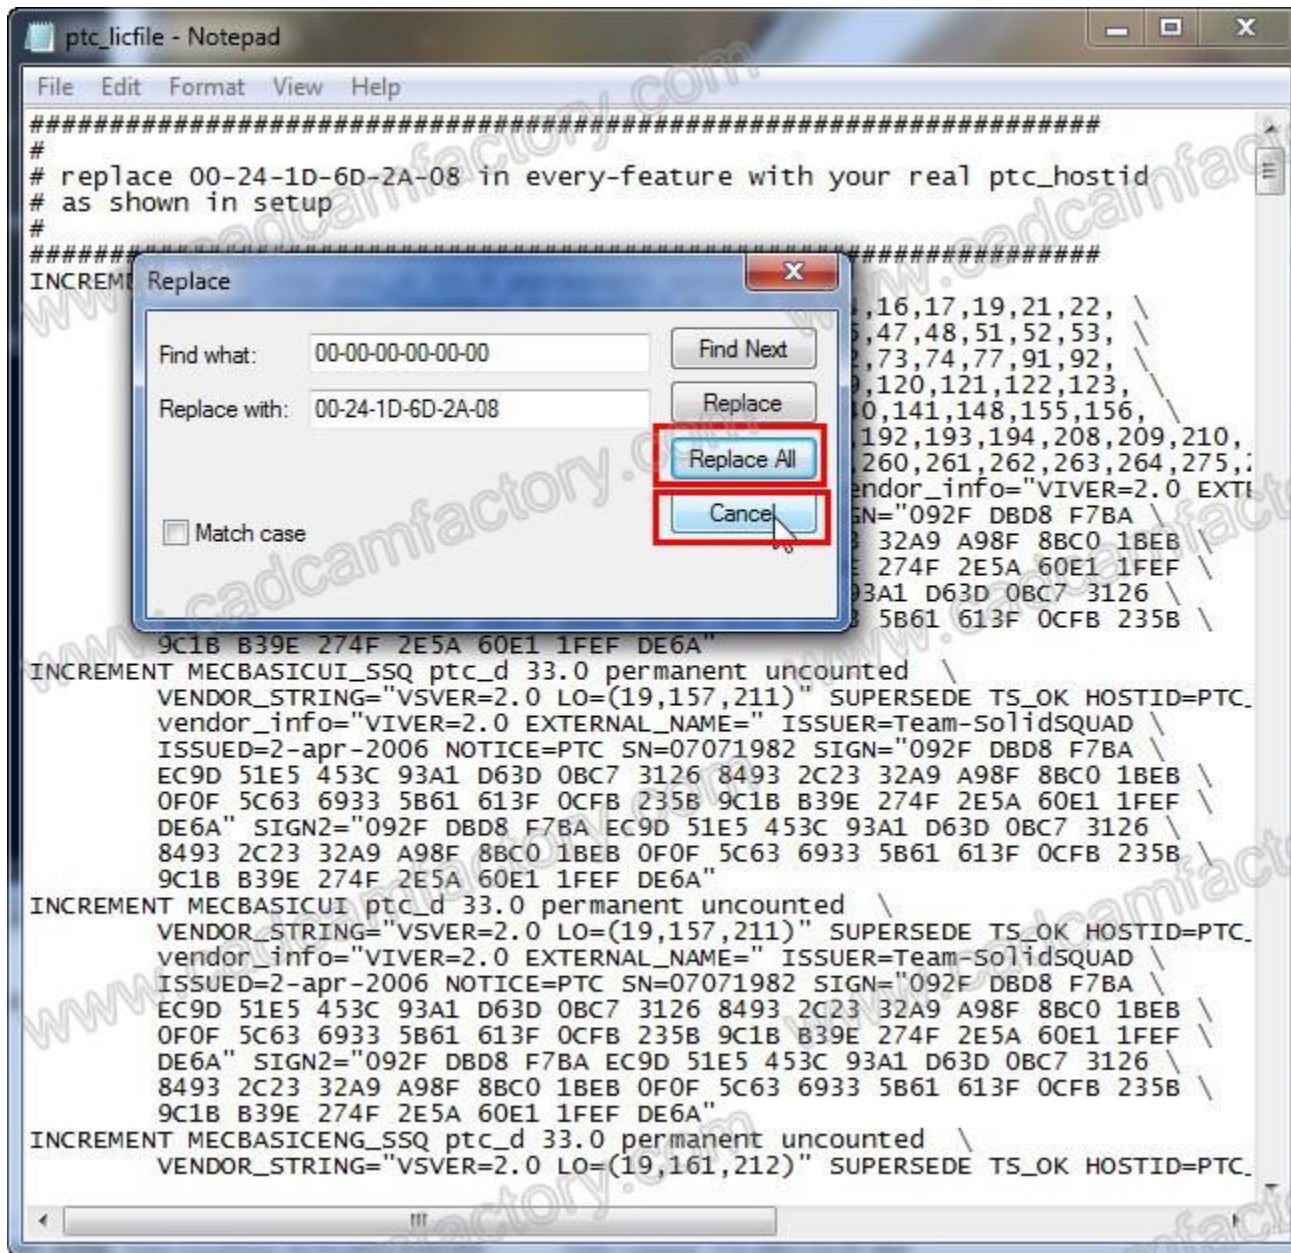 ptc_licfile - Notepad
File Edit Format View Help
###################################################################
#
# replace 00-24-1D-6D-2A-08 in every-feature with your real ptc_hostid
# as shown in setup
#
###################################################################
INCREME
Replace
Find what: 00-00-00-00-00-00 Find Next
Replace with: 00-24-1D-6D-2A-08 Replace
Replace All
Cancel
Match case
,16,17,19,21,22, \
,47,48,51,52,53, \
,73,74,77,91,92, \
,120,121,122,123, \
,141,148,155,156, \
,192,193,194,208,209,210,
,260,261,262,263,264,275,
endor_info="VIVER=2.0 EXTE
GN="092F DBD8 F7BA \
32A9 A98F 8BC0 1BEB \
274F 2E5A 60E1 1FEF \
93A1 D63D 0BC7 3126 \
5B61 613F 0CFB 235B \
9C1B B39E 274F 2E5A 60E1 1FEF DE6A"
INCREMENT MECBASICUI_SSQ ptc_d 33.0 permanent uncounted \
VENDOR_STRING="VSVER=2.0 LO=(19,157,211)" SUPERSEDE TS_OK HOSTID=PTC_
vendor_info="VIVER=2.0 EXTERNAL_NAME=" ISSUER=Team-SolidSQUAD \
ISSUED=2-apr-2006 NOTICE=PTC SN=07071982 SIGN="092F DBD8 F7BA \
EC9D 51E5 453C 93A1 D63D 0BC7 3126 8493 2C23 32A9 A98F 8BC0 1BEB \
0F0F 5C63 6933 5B61 613F 0CFB 235B 9C1B B39E 274F 2E5A 60E1 1FEF \
DE6A" SIGN2="092F DBD8 F7BA EC9D 51E5 453C 93A1 D63D 0BC7 3126 \
8493 2C23 32A9 A98F 8BC0 1BEB 0F0F 5C63 6933 5B61 613F 0CFB 235B \
9C1B B39E 274F 2E5A 60E1 1FEF DE6A"
INCREMENT MECBASICUI ptc_d 33.0 permanent uncounted \
VENDOR_STRING="VSVER=2.0 LO=(19,157,211)" SUPERSEDE TS_OK HOSTID=PTC_
vendor_info="VIVER=2.0 EXTERNAL_NAME=" ISSUER=Team-SolidSQUAD \
ISSUED=2-apr-2006 NOTICE=PTC SN=07071982 SIGN="092F DBD8 F7BA \
EC9D 51E5 453C 93A1 D63D 0BC7 3126 8493 2C23 32A9 A98F 8BC0 1BEB \
0F0F 5C63 6933 5B61 613F 0CFB 235B 9C1B B39E 274F 2E5A 60E1 1FEF \
DE6A" SIGN2="092F DBD8 F7BA EC9D 51E5 453C 93A1 D63D 0BC7 3126 \
8493 2C23 32A9 A98F 8BC0 1BEB 0F0F 5C63 6933 5B61 613F 0CFB 235B \
9C1B B39E 274F 2E5A 60E1 1FEF DE6A"
INCREMENT MECBASICENG_SSQ ptc_d 33.0 permanent uncounted \
VENDOR_STRING="VSVER=2.0 LO=(19,161,212)" SUPERSEDE TS_OK HOSTID=PTC_
www.cadcamfactory.com